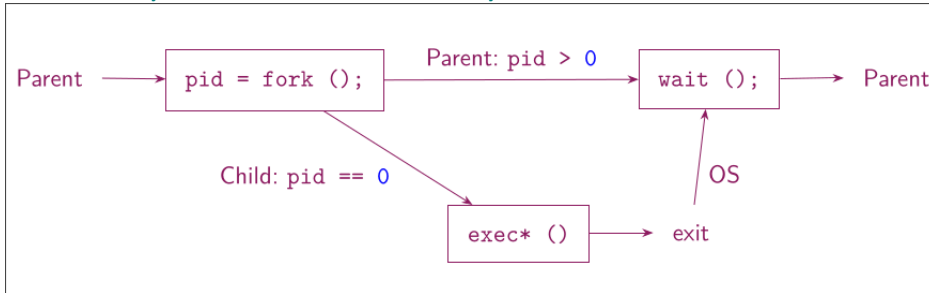 Parent
pid = fork ();
Parent: pid > 0
wait ();
Parent
Child: pid == 0
OS
exec* ()
exit